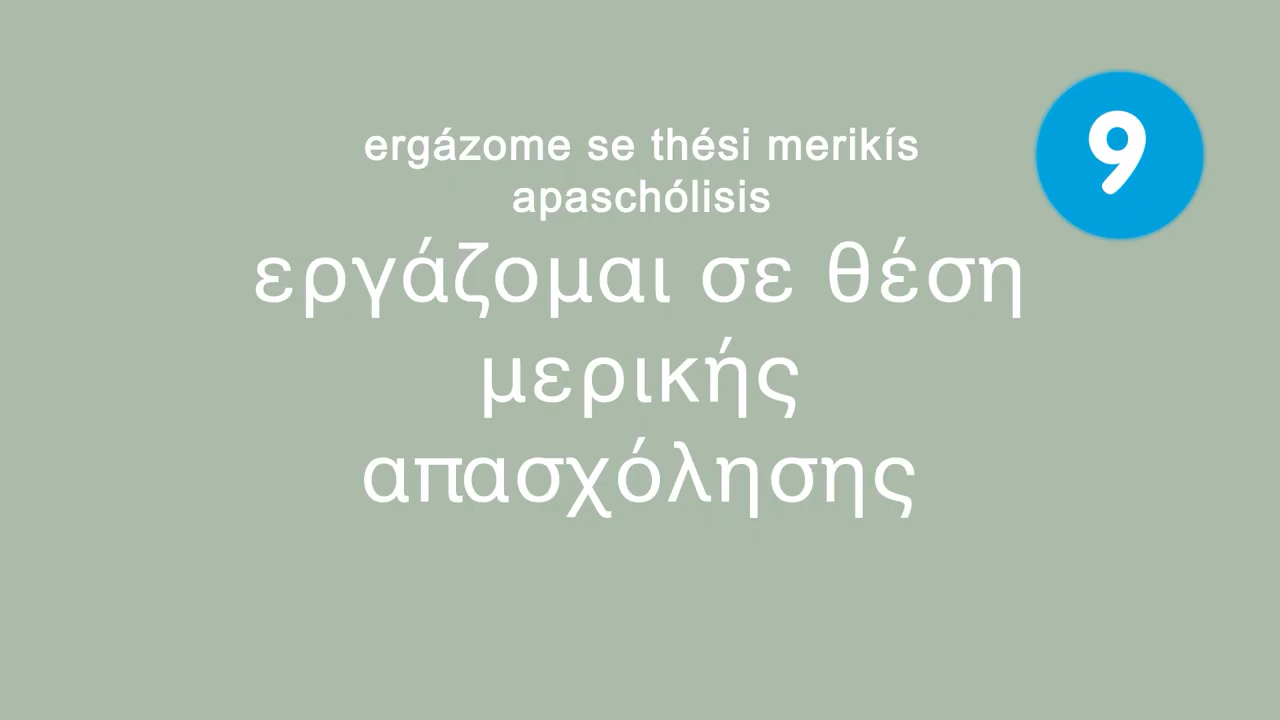 9
ergázome se thési merikís
apaschólisis
εργάζομαι σε θέση
μερικής
απασχόλησης